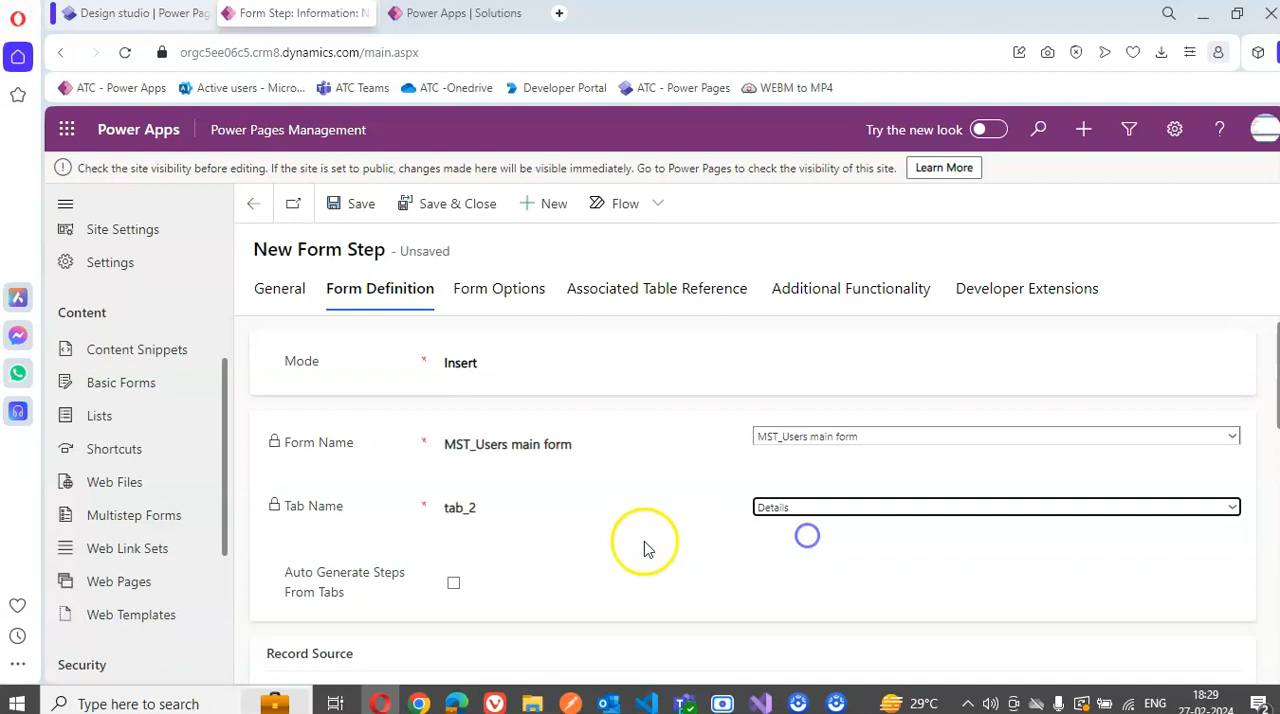 Design studio | Power Pag
Form Step: Information: N
Power Apps | Solutions
orgc5ee06c5.crm8.dynamics.com/main.aspx
ATC - Power Apps
Active users - Micro...
ATC Teams
ATC -Onedrive
Developer Portal
ATC - Power Pages
WEBM to MP4
Power Apps
Power Pages Management
Try the new look
Check the site visibility before editing. If the site is set to public, changes made here will be visible immediately. Go to Power Pages to check the visibility of this site.
Learn More
Save
Save & Close
New
Flow
Site Settings
Settings
Content
Content Snippets
Basic Forms
Lists
Shortcuts
Web Files
Multistep Forms
Web Link Sets
Web Pages
Web Templates
Security
New Form Step - Unsaved
General
Form Definition
Form Options
Associated Table Reference
Additional Functionality
Developer Extensions
Mode * Insert
Form Name * MST_Users main form
MST_Users main form
Tab Name * tab_2
Details
Auto Generate Steps
From Tabs
Record Source
Type here to search
29°C
ENG
18:29
27-02-2024